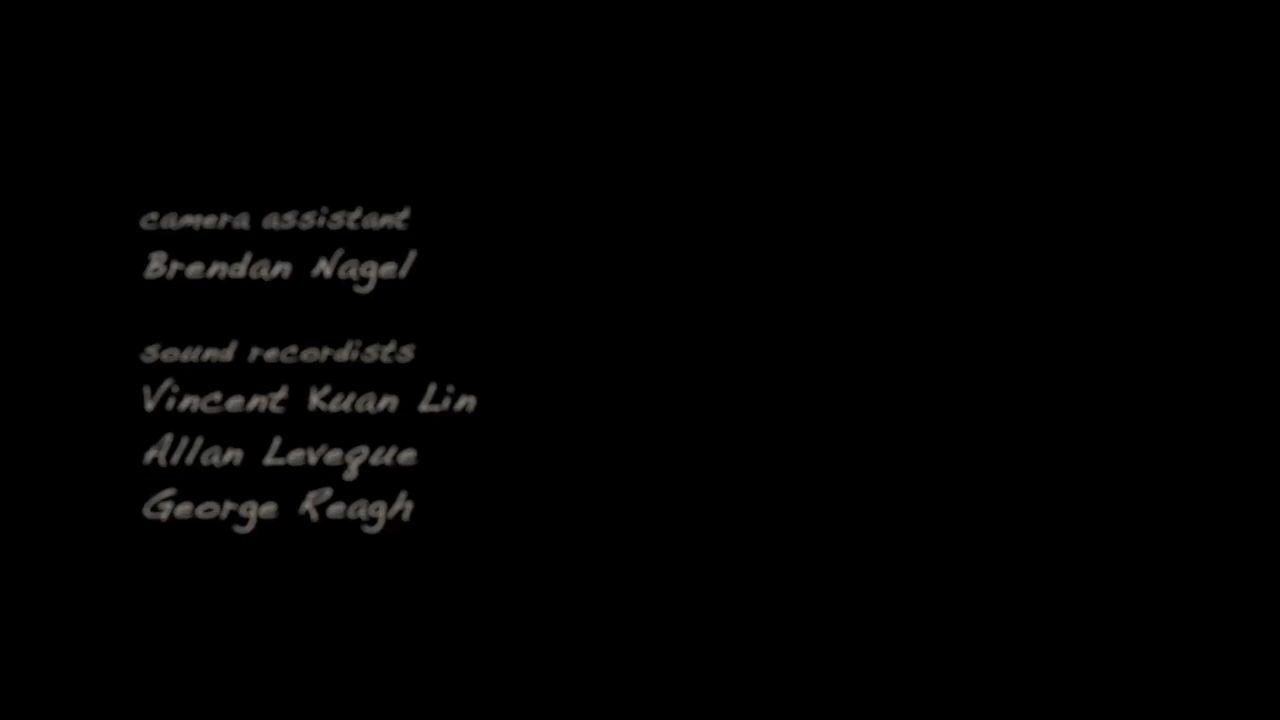 camera assistant
Brendan Nagel
sound recordists
Vincent Kuan Lin
Allan Leveque
George Reagh